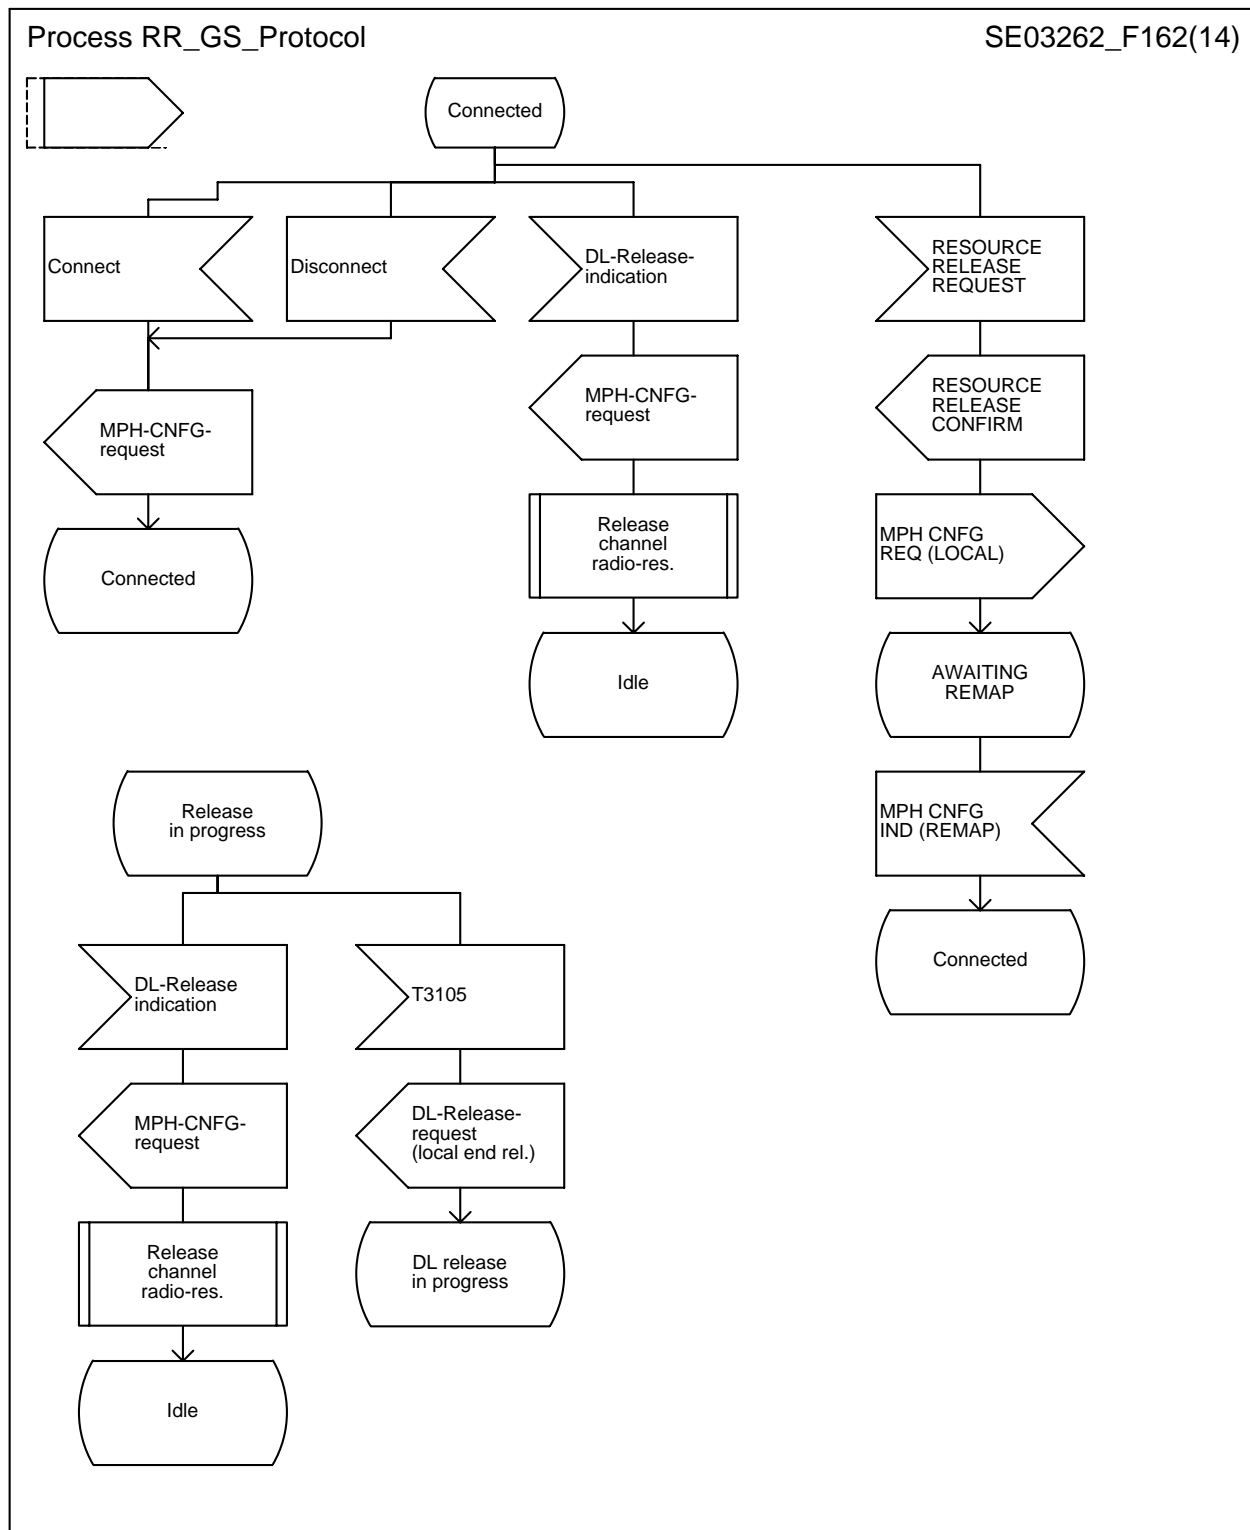 Process RR_GS_Protocol
SE03262_F162(14)
Connected
Connect
Disconnect
DL-Release-
indication
RESOURCE
RELEASE
REQUEST
MPH-CNFG-
request
MPH-CNFG-
request
RESOURCE
RELEASE
CONFIRM
Connected
Release
channel
radio-res.
MPH CNFG
REQ (LOCAL)
Idle
AWAITING
REMAP
Release
in progress
MPH CNFG
IND (REMAP)
DL-Release
indication
T3105
Connected
MPH-CNFG-
request
DL-Release-
request
(local end rel.)
Release
channel
radio-res.
DL release
in progress
Idle